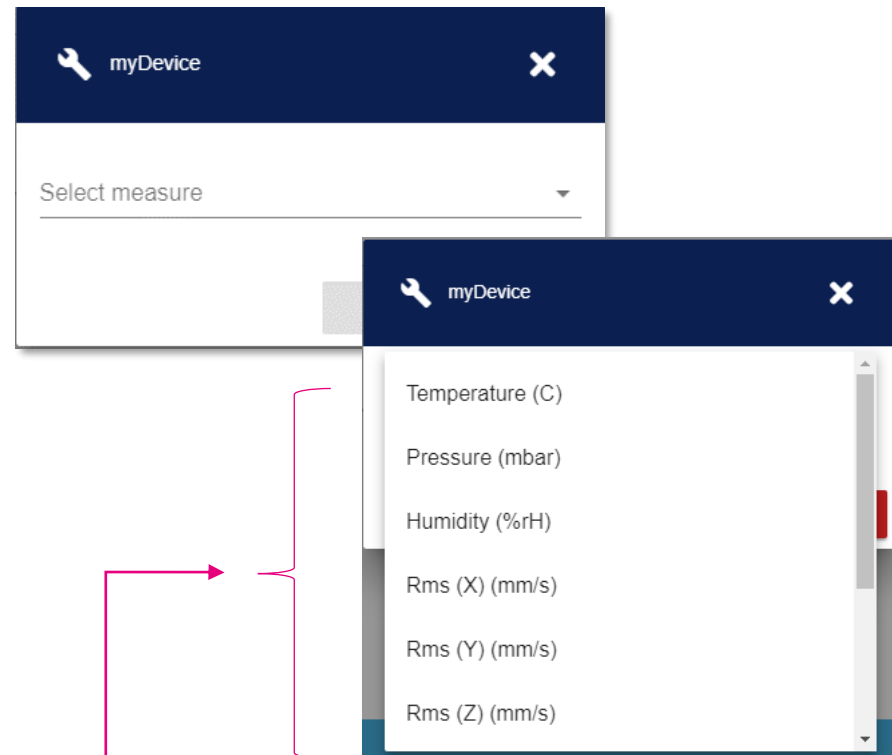 myDevice
Select measure
myDevice
Temperature (C)
Pressure (mbar)
Humidity (%rH)
Rms (X) (mm/s)
Rms (Y) (mm/s)
Rms (Z) (mm/s)